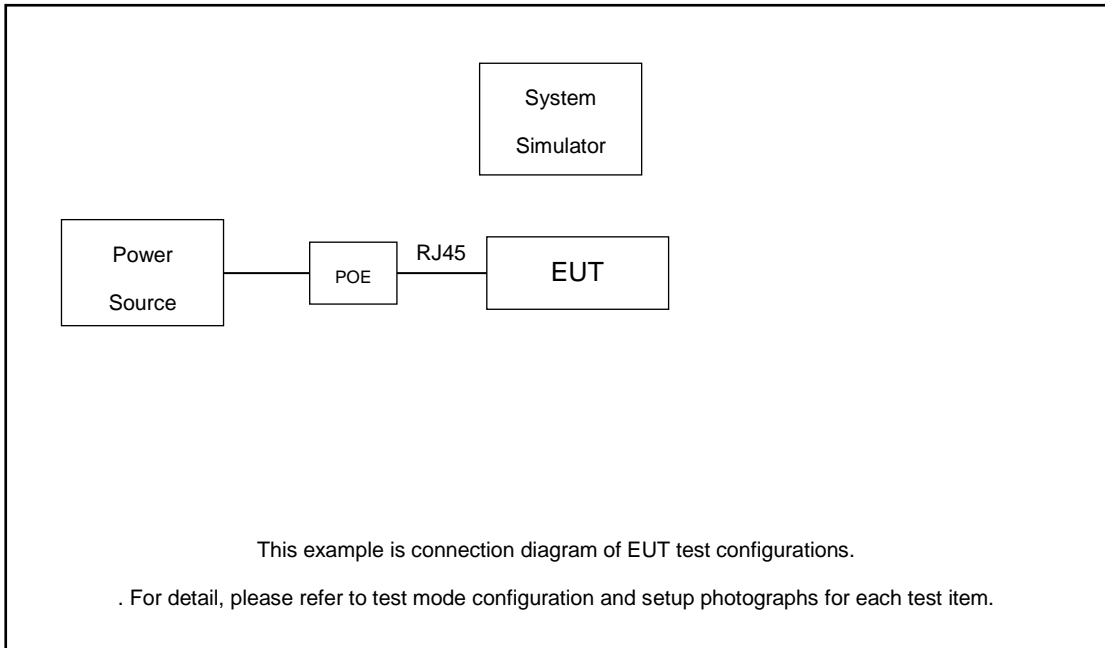 System
Simulator
Power
Source
POE
RJ45
EUT
This example is connection diagram of EUT test configurations.
. For detail, please refer to test mode configuration and setup photographs for each test item.